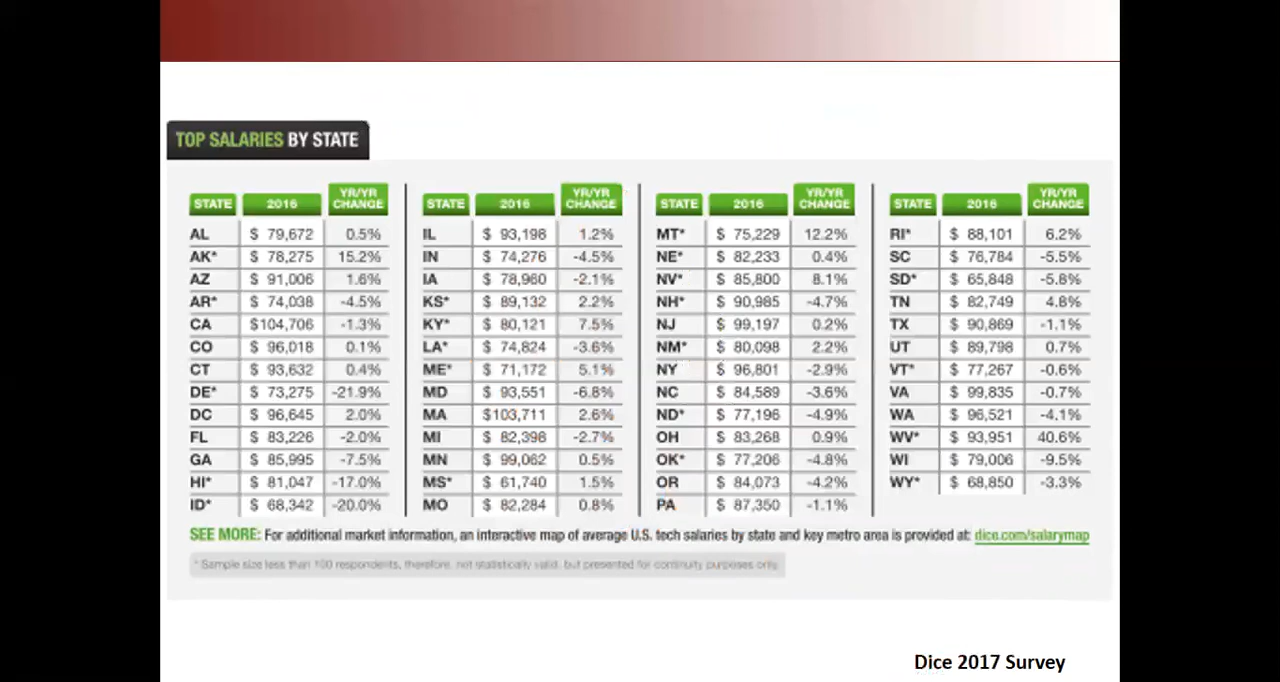 TOP SALARIES BY STATE
STATE 2016 YR/YR CHANGE
AL $ 79,672 0.5%
AK* $ 78,275 15.2%
AZ $ 91,006 1.6%
AR* $ 74,038 -4.5%
CA $104,706 -1.3%
CO $ 96,018 0.1%
CT $ 93,632 0.4%
DE* $ 73,275 -21.9%
DC $ 96,645 2.0%
FL $ 83,226 -2.0%
GA $ 85,995 -7.5%
HI* $ 81,047 -17.0%
ID* $ 68,342 -20.0%
STATE 2016 YR/YR CHANGE
IL $ 93,198 1.2%
IN $ 74,276 -4.5%
IA $ 78,960 -2.1%
KS* $ 89,132 2.2%
KY* $ 80,121 7.5%
LA* $ 74,824 -3.6%
ME* $ 71,172 5.1%
MD $ 93,551 -6.8%
MA $103,711 2.6%
MI $ 82,398 -2.7%
MN $ 99,062 0.5%
MS* $ 61,740 1.5%
MO $ 82,284 0.8%
STATE 2016 YR/YR CHANGE
MT* $ 75,229 12.2%
NE* $ 82,233 0.4%
NV* $ 85,800 8.1%
NH* $ 90,985 -4.7%
NJ $ 99,197 0.2%
NM* $ 80,098 2.2%
NY $ 96,801 -2.9%
NC $ 84,589 -3.6%
ND* $ 77,196 -4.9%
OH $ 83,268 0.9%
OK* $ 77,206 -4.8%
OR $ 84,073 -4.2%
PA $ 87,350 -1.1%
STATE 2016 YR/YR CHANGE
RI* $ 88,101 6.2%
SC $ 76,784 -5.5%
SD* $ 65,848 -5.8%
TN $ 82,749 4.8%
TX $ 90,869 -1.1%
UT $ 89,798 0.7%
VT* $ 77,267 -0.6%
VA $ 99,835 -0.7%
WA $ 96,521 -4.1%
WV* $ 93,951 40.6%
WI $ 79,006 -9.5%
WY* $ 68,850 -3.3%
SEE MORE: For additional market information, an interactive map of average U.S. tech salaries by state and key metro area is provided at: dice.com/salarymap
* Sample size less than 100 respondents, therefore, not statistically valid, but presented for continuity purposes only.
Dice 2017 Survey